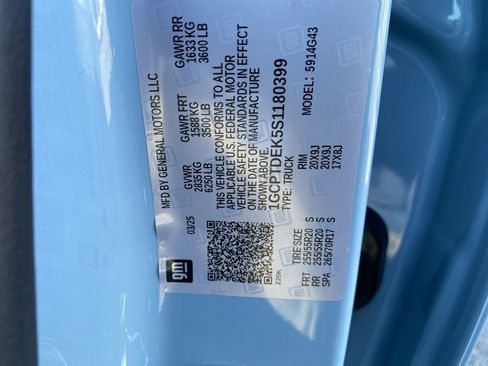 MFD BY GENERAL MOTORS LLC
03/25
GVWR
2835 KG
6250 LB
GAWR FRT
1588 KG
3500 LB
GAWR RR
1633 KG
3600 LB
THIS VEHICLE CONFORMS TO ALL
APPLICABLE U.S. FEDERAL MOTOR
VEHICLE SAFETY STANDARDS IN EFFECT
ON THE DATE OF MANUFACTURE
SHOWN ABOVE.
1GCPTDEK5S1180399
TYPE: TRUCK
MODEL: 5914G43
gm
220K
TIRE SIZE RIM
FRT 255/55R20 S 20X9J
RR 255/55R20 S 20X9J
SPA 265/70R17 S 17X8J